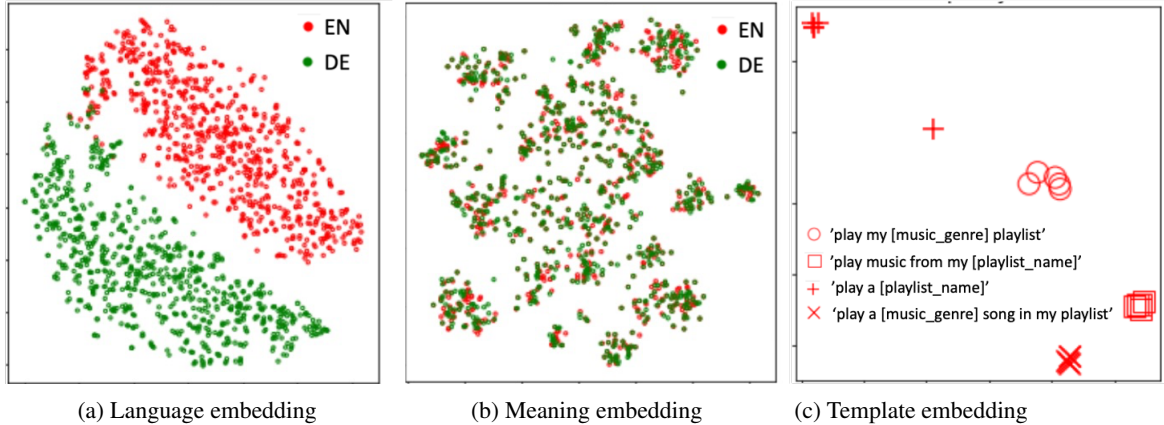 EN
DE
EN
DE
'play my [music_genre] playlist'
'play music from my [playlist_name]'
'play a [playlist_name]'
'play a [music_genre] song in my playlist'
(a) Language embedding
(b) Meaning embedding
(c) Template embedding